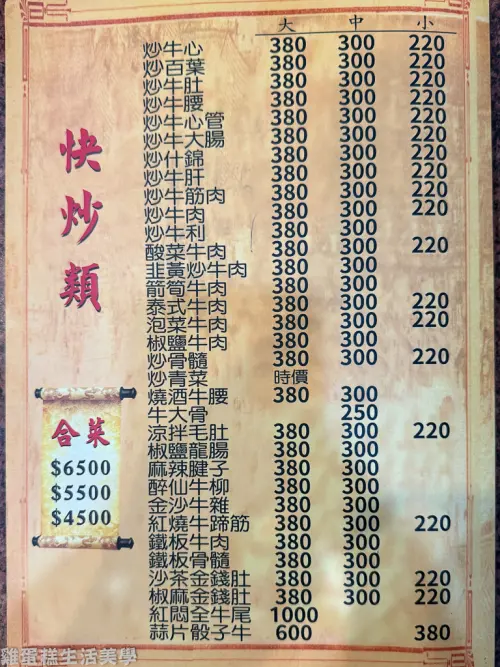 大 中 小
炒牛心 380 300 220
炒百葉 380 300 220
炒牛肚 380 300 220
炒牛腰 380 300 220
炒牛心管 380 300 220
炒牛大腸 380 300 220
炒什錦 380 300 220
炒牛肝 380 300 220
炒牛筋肉 380 300 220
炒牛肉 380 300 220
炒牛利 380 300
酸菜牛肉 380 300 220
韭黃炒牛肉 380 300
箭筍牛肉 380 300
泰式牛肉 380 300 220
泡菜牛肉 380 300 220
椒鹽牛肉 380 300
炒骨髓 380 300 220
炒青菜 時價
燒酒牛腰 380 300
牛大骨 250
涼拌毛肚 380 300 220
椒鹽龍腸 380 300
麻辣腱子 380 300
醉仙牛柳 380 300
金沙牛雜 380 300
紅燒牛蹄筋 380 300 220
鐵板牛肉 380 300
鐵板骨髓 380 300
沙茶金錢肚 380 300 220
椒麻金錢肚 380 300 220
紅悶全牛尾 1000
蒜片骰子牛 600 380
快炒類
合菜
$6500
$5500
$4500
雞蛋糕生活美學